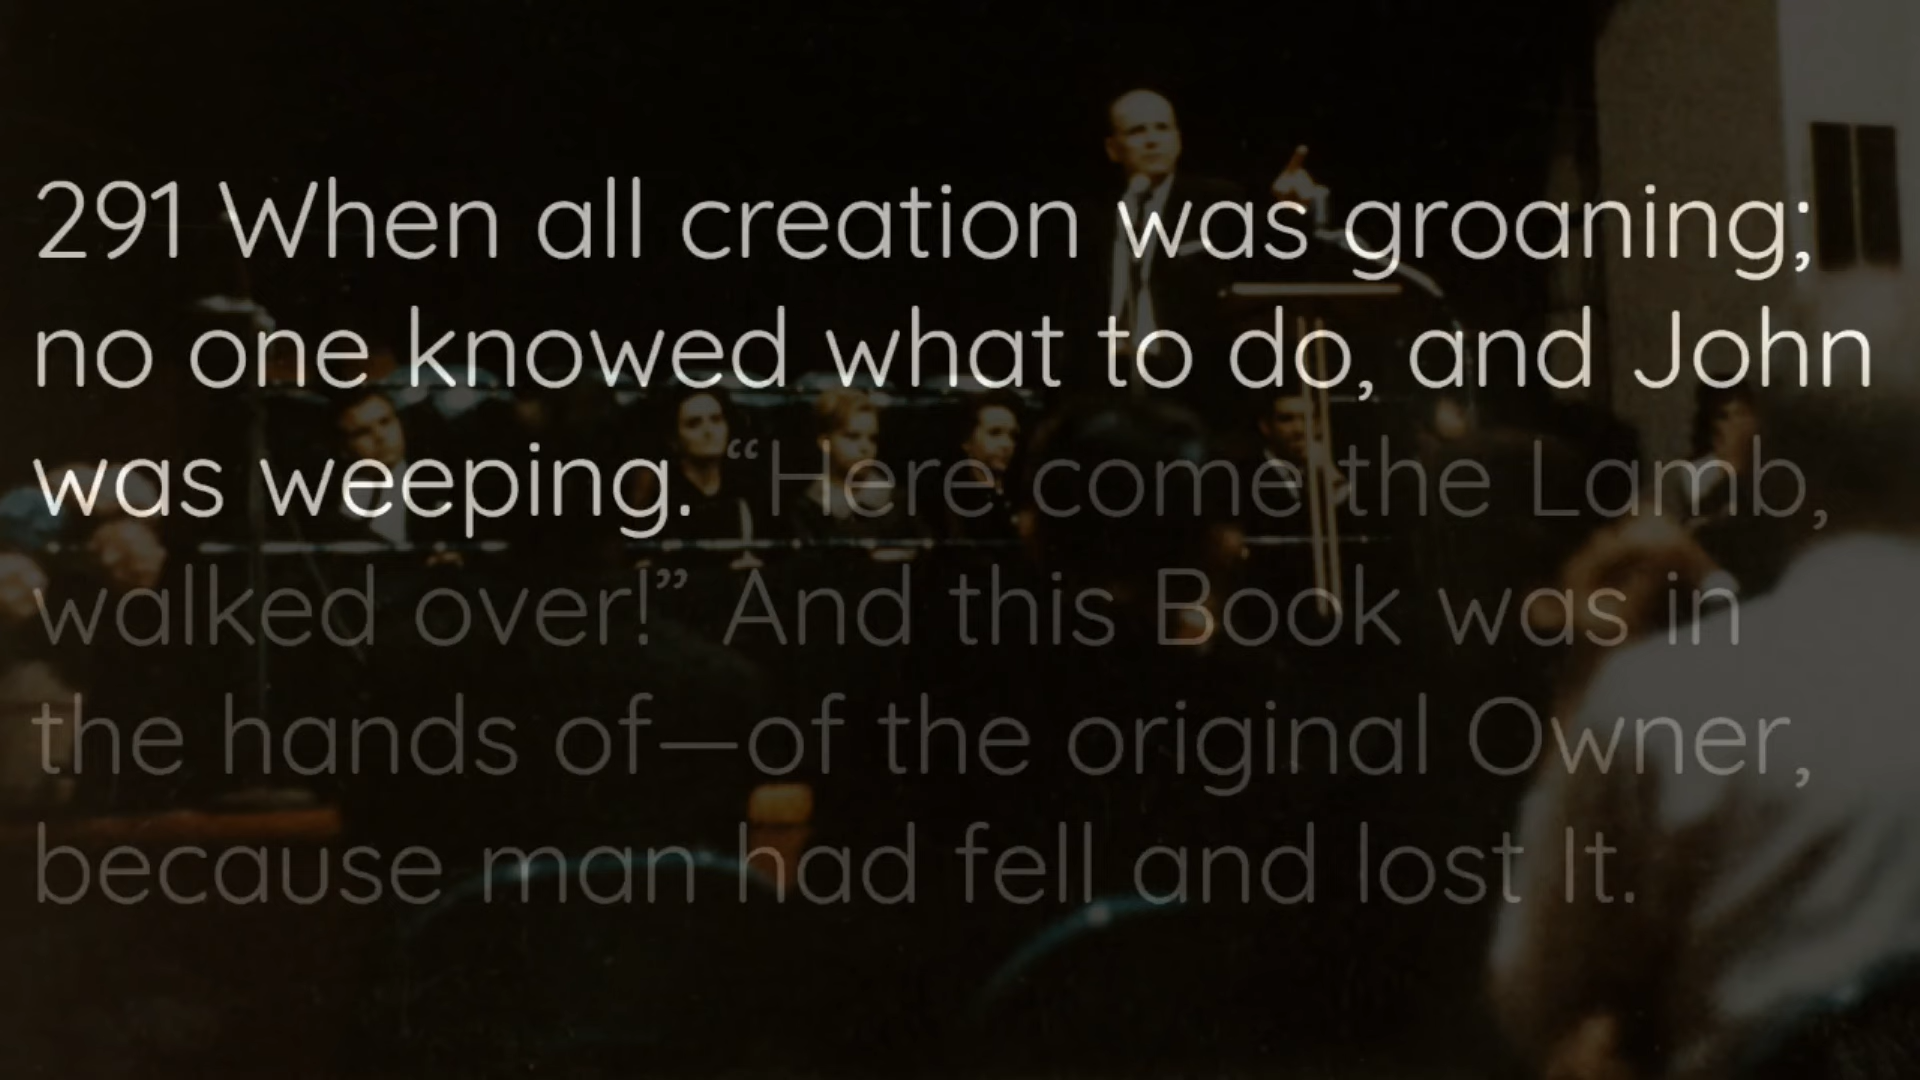 291 When all creation was groaning;
no one knowed what to do, and John
was weeping. “Here come the Lamb,
walked over!” And this Book was in
the hands of—of the original Owner,
because man had fell and lost It.